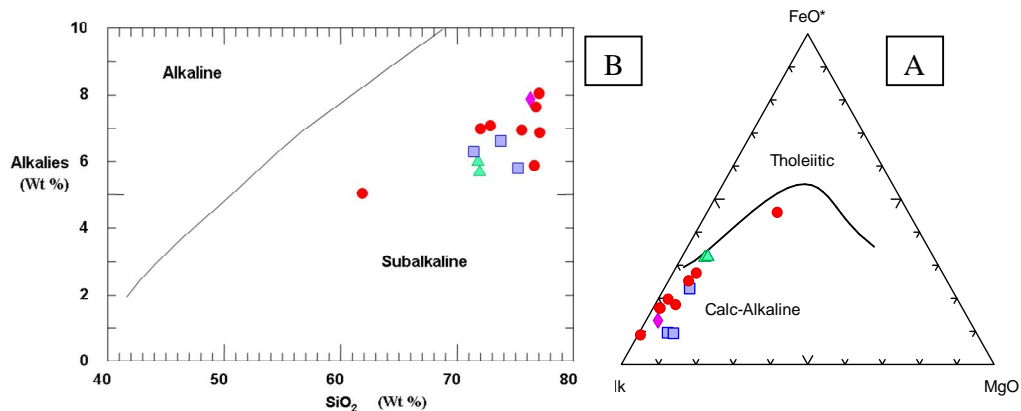 10
8
6
4
2
0
Alkalies
(Wt %)
Alkaline
Subalkaline
40 50 60 70 80
SiO2 (Wt %)
B
FeO*
A
Tholeiitic
Calc-Alkaline
lk MgO